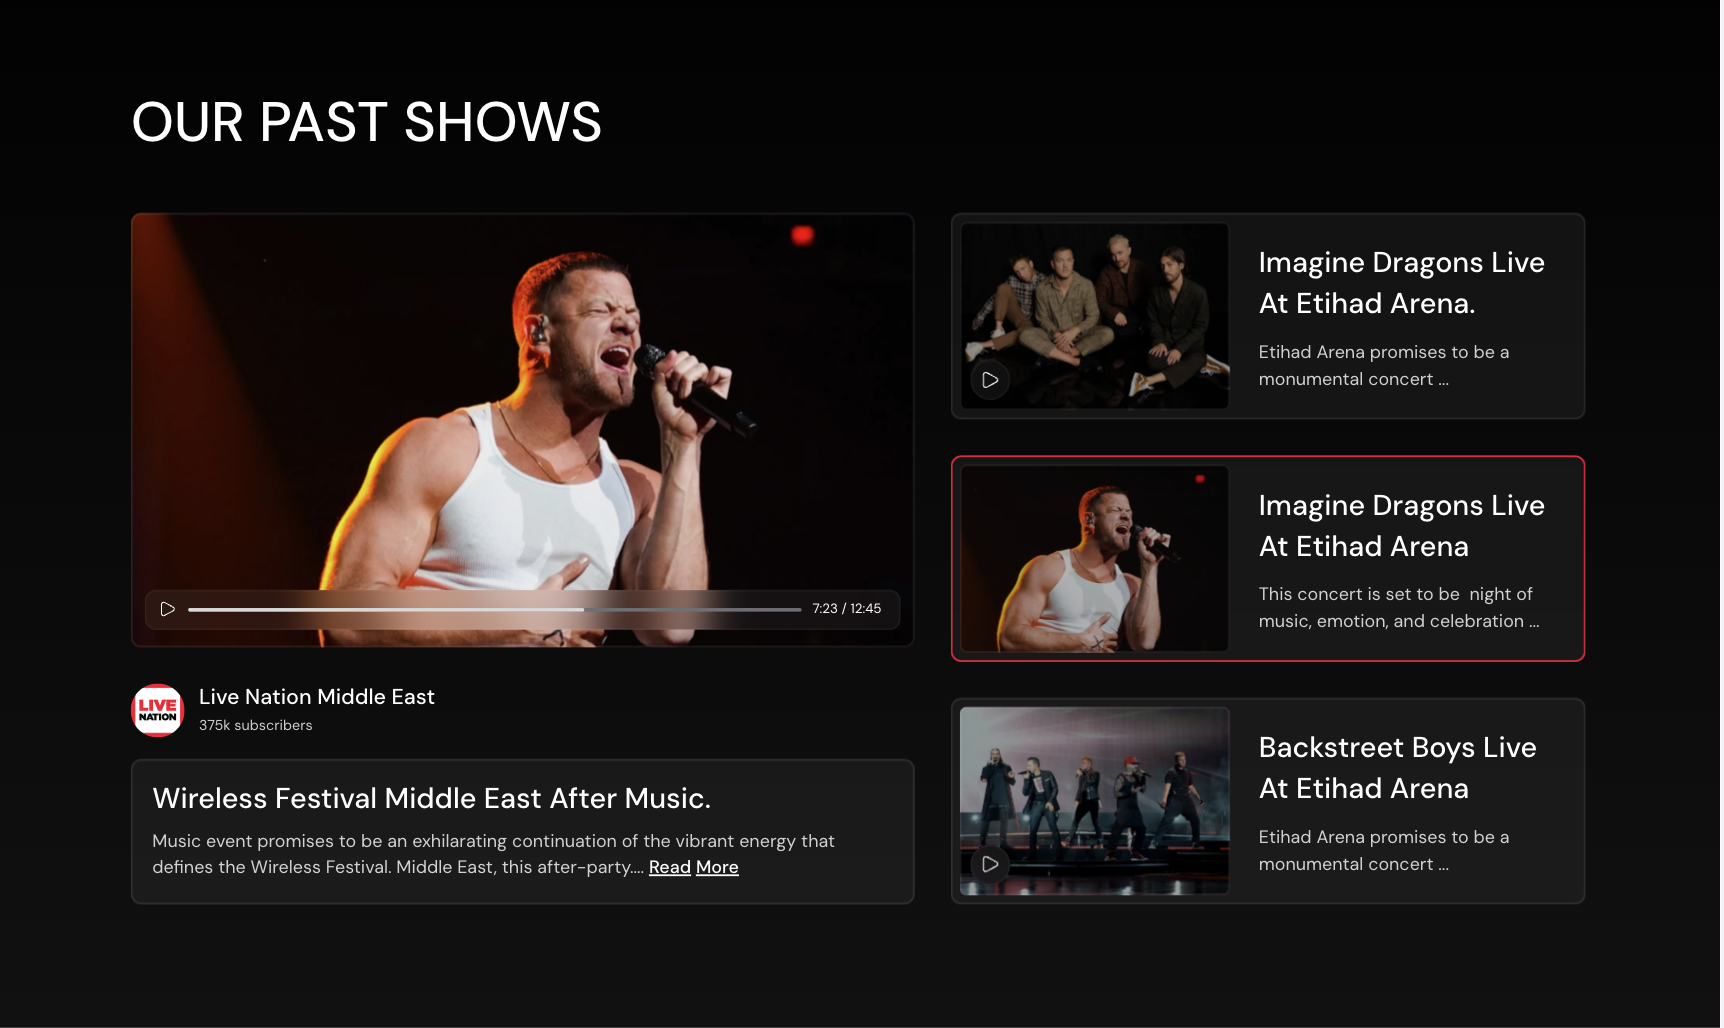 OUR PAST SHOWS
7:23 / 12:45
LIVE
NATION
Live Nation Middle East
375k subscribers
Wireless Festival Middle East After Music.
Music event promises to be an exhilarating continuation of the vibrant energy that
defines the Wireless Festival. Middle East, this after-party.... Read More
Imagine Dragons Live
At Etihad Arena.
Etihad Arena promises to be a
monumental concert ...
Imagine Dragons Live
At Etihad Arena
This concert is set to be  night of
music, emotion, and celebration ...
Backstreet Boys Live
At Etihad Arena
Etihad Arena promises to be a
monumental concert ...